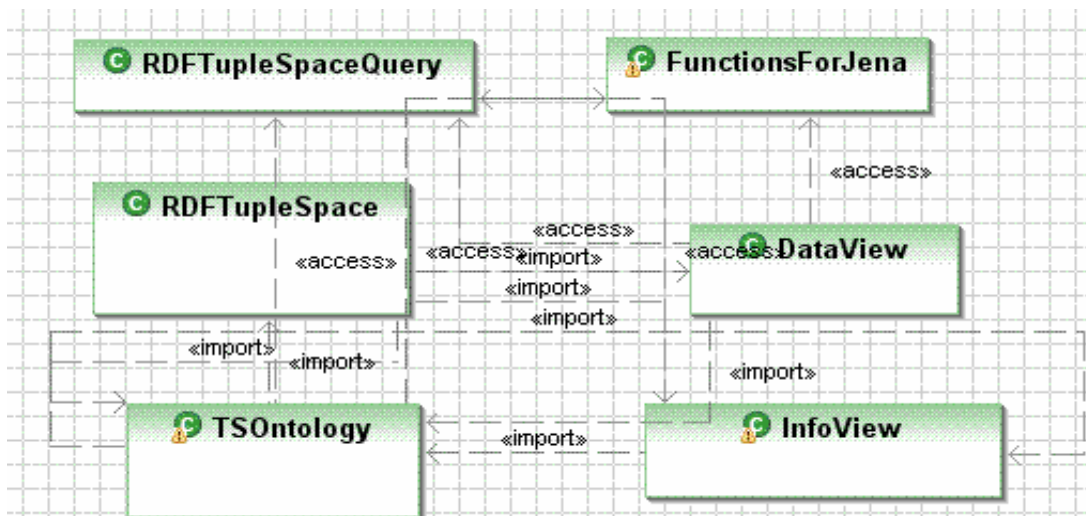 C RDFTupleSpaceQuery
C FunctionsForJena
«access»
C RDFTupleSpace
«access»
«access»
«access»
«access»
C DataView
«import»
«import»
«import»
«import»
«import»
«import»
C TSOntology
«import»
C InfoView